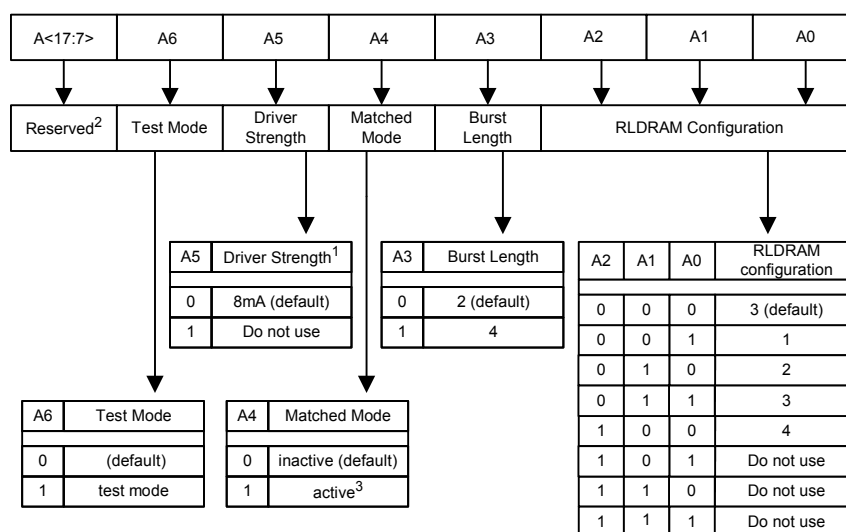 A<17:7> A6 A5 A4 A3 A2 A1 A0
Reserved2 Test Mode Driver Strength Matched Mode Burst Length RLDRAM Configuration
A5 Driver Strength1
0 8mA (default)
1 Do not use
A3 Burst Length
0 2 (default)
1 4
A2 A1 A0 RLDRAM configuration
0 0 0 3 (default)
0 0 1 1
0 1 0 2
0 1 1 3
1 0 0 4
1 0 1 Do not use
1 1 0 Do not use
1 1 1 Do not use
A6 Test Mode
0 (default)
1 test mode
A4 Matched Mode
0 inactive (default)
1 active3